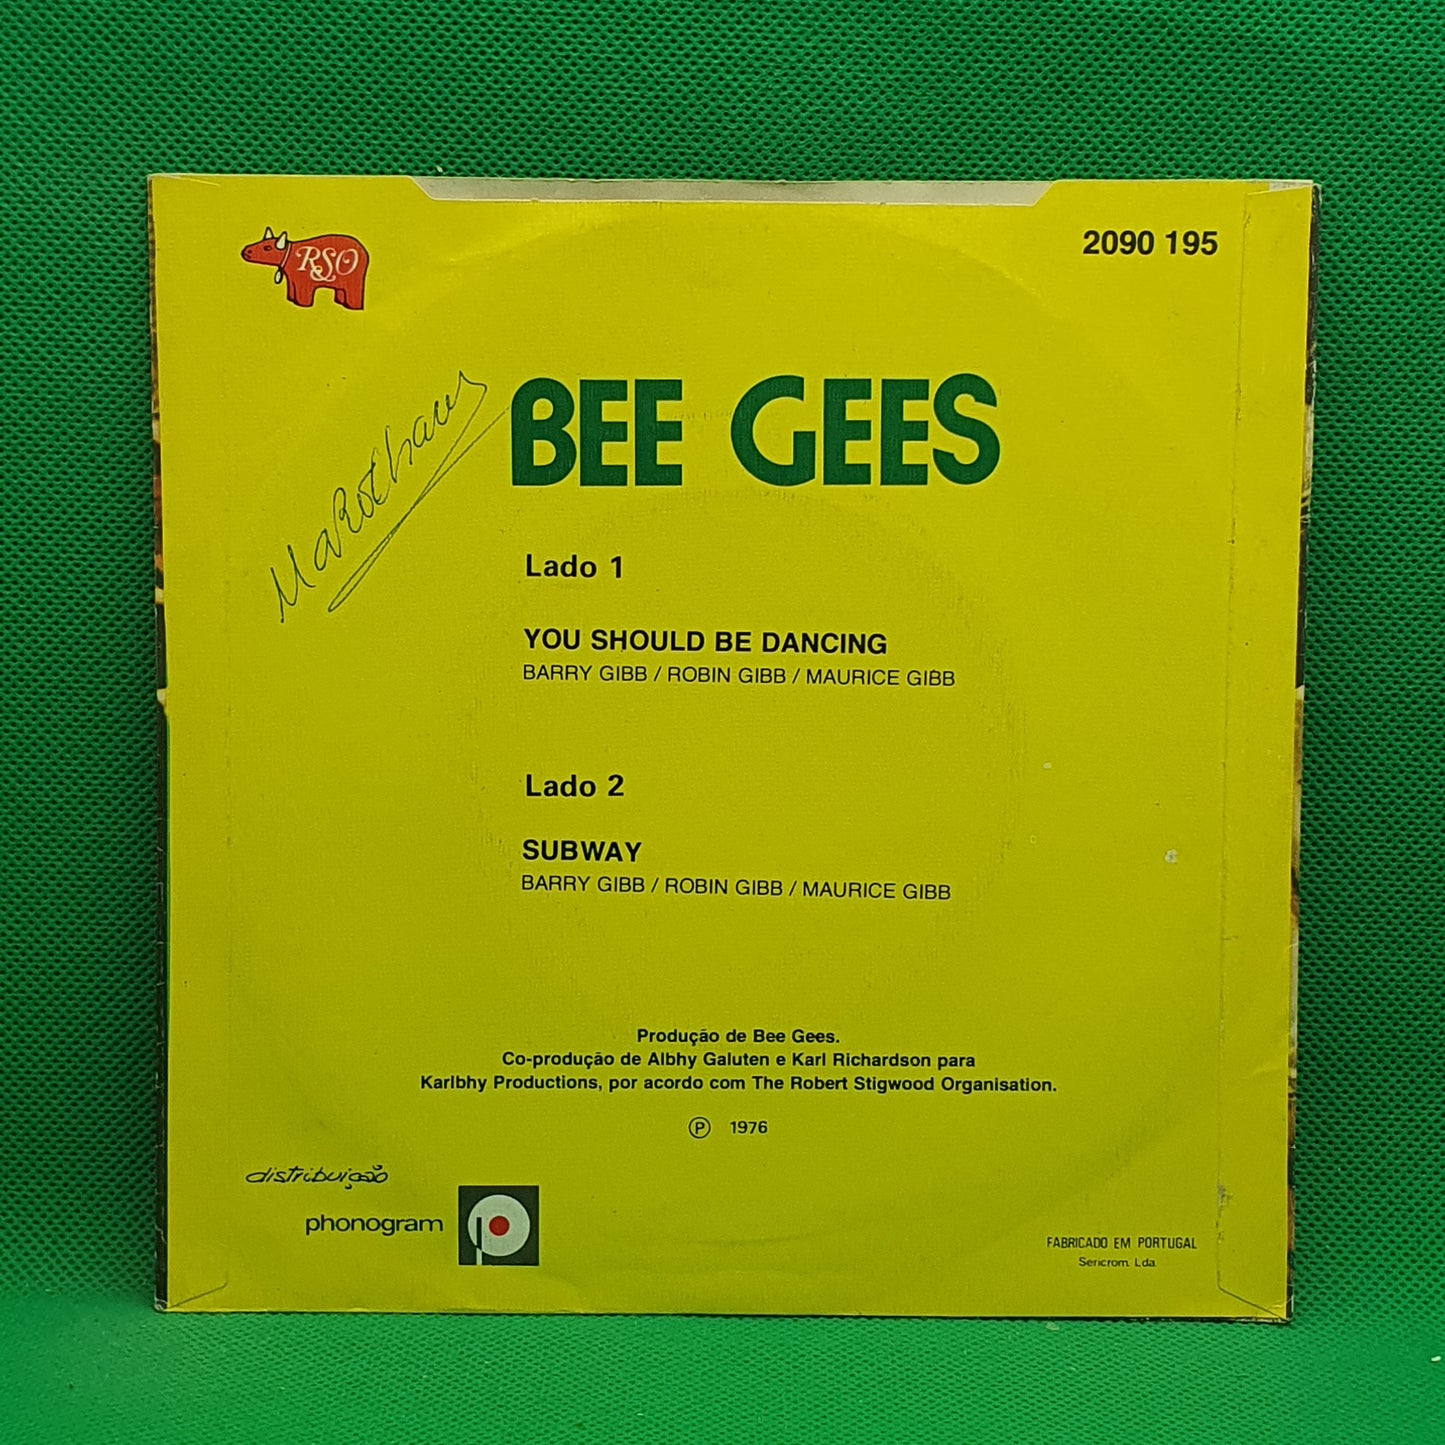 RSO
2090 195
BEE GEES
Lado 1
YOU SHOULD BE DANCING
BARRY GIBB / ROBIN GIBB / MAURICE GIBB
Lado 2
SUBWAY
BARRY GIBB / ROBIN GIBB / MAURICE GIBB
Produção de Bee Gees.
Co-produção de Albhy Galuten e Karl Richardson para
Karlbhy Productions, por acordo com The Robert Stigwood Organisation.
Ⓟ 1976
distribuição
phonogram
FABRICADO EM PORTUGAL
Sericrom Lda.